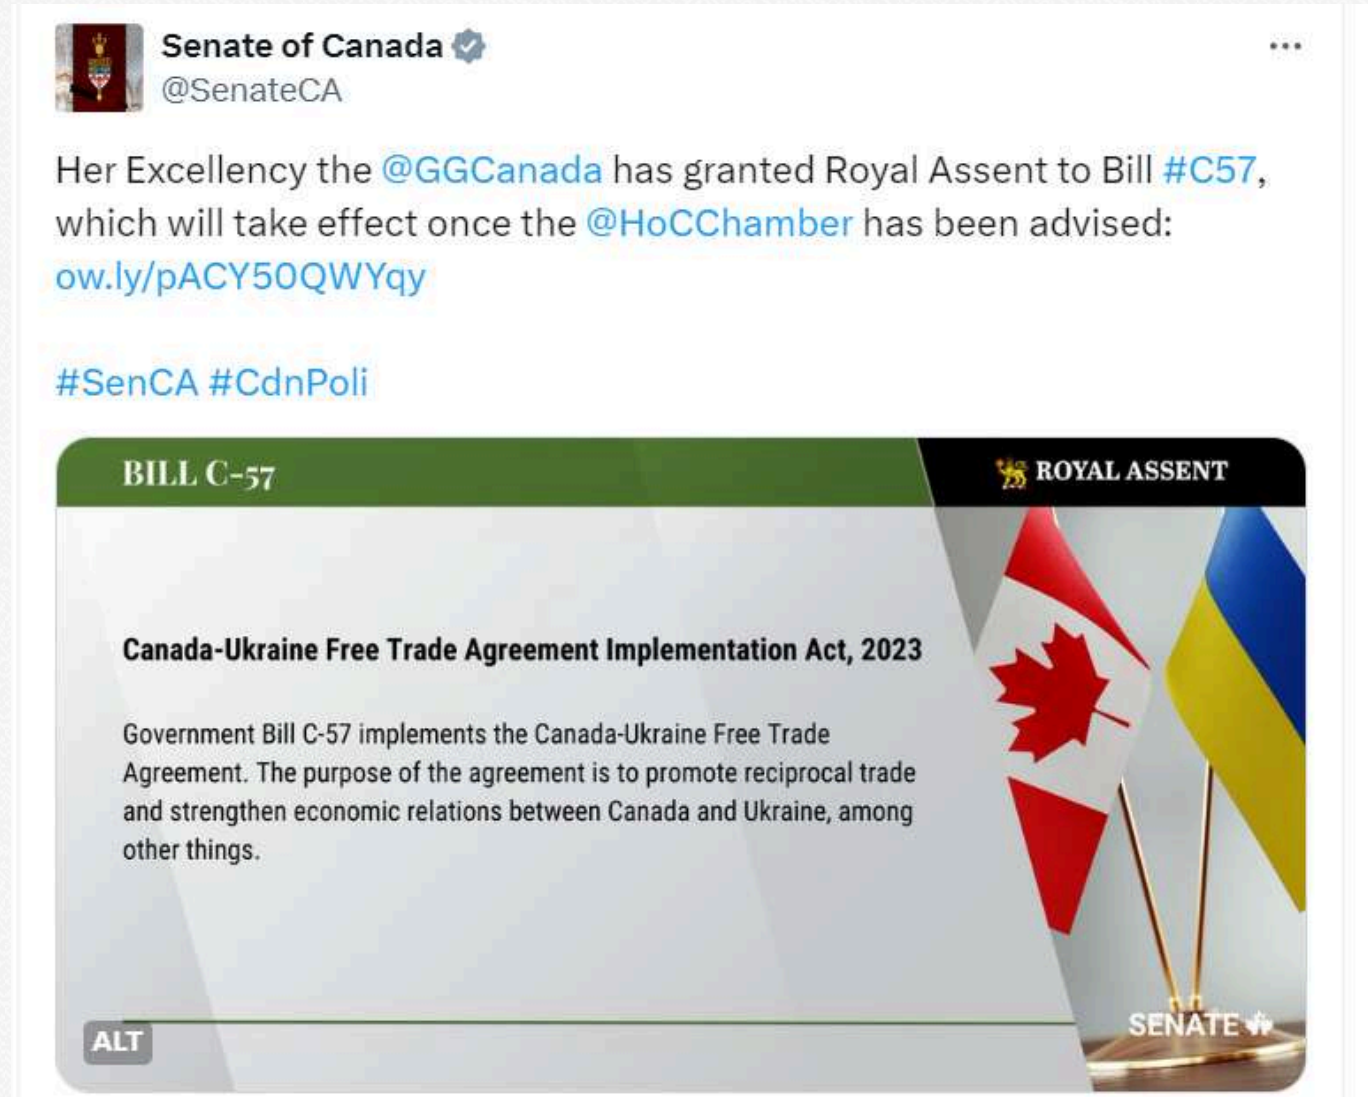 Senate of Canada
@SenateCA
Her Excellency the @GGCanada has granted Royal Assent to Bill #C57,
which will take effect once the @HoCChamber has been advised:
ow.ly/pACY50QWYqy
#SenCA #CdnPoli
BILL C-57
ROYAL ASSENT
Canada-Ukraine Free Trade Agreement Implementation Act, 2023
Government Bill C-57 implements the Canada-Ukraine Free Trade
Agreement. The purpose of the agreement is to promote reciprocal trade
and strengthen economic relations between Canada and Ukraine, among
other things.
SENATE
ALT